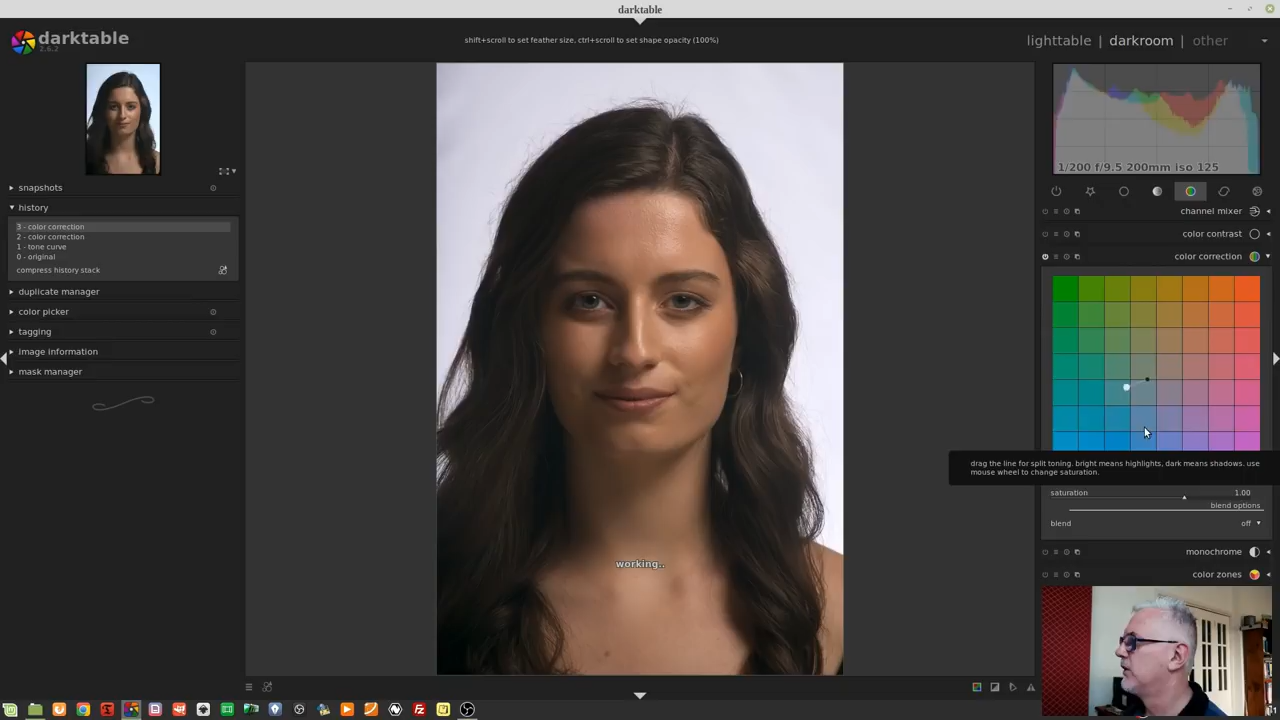 darktable
darktable
2.6.2
shift+scroll to set feather size, ctrl+scroll to set shape opacity (100%)
lighttable | darkroom | other
1/200 f/9.5 200mm iso 125
snapshots
history
3 - color correction
2 - color correction
1 - tone curve
0 - original
compress history stack
duplicate manager
color picker
tagging
image information
mask manager
working..
channel mixer
color contrast
color correction
drag the line for split toning. bright means highlights, dark means shadows. use
mouse wheel to change saturation.
saturation 1.00
blend options
blend off
monochrome
color zones